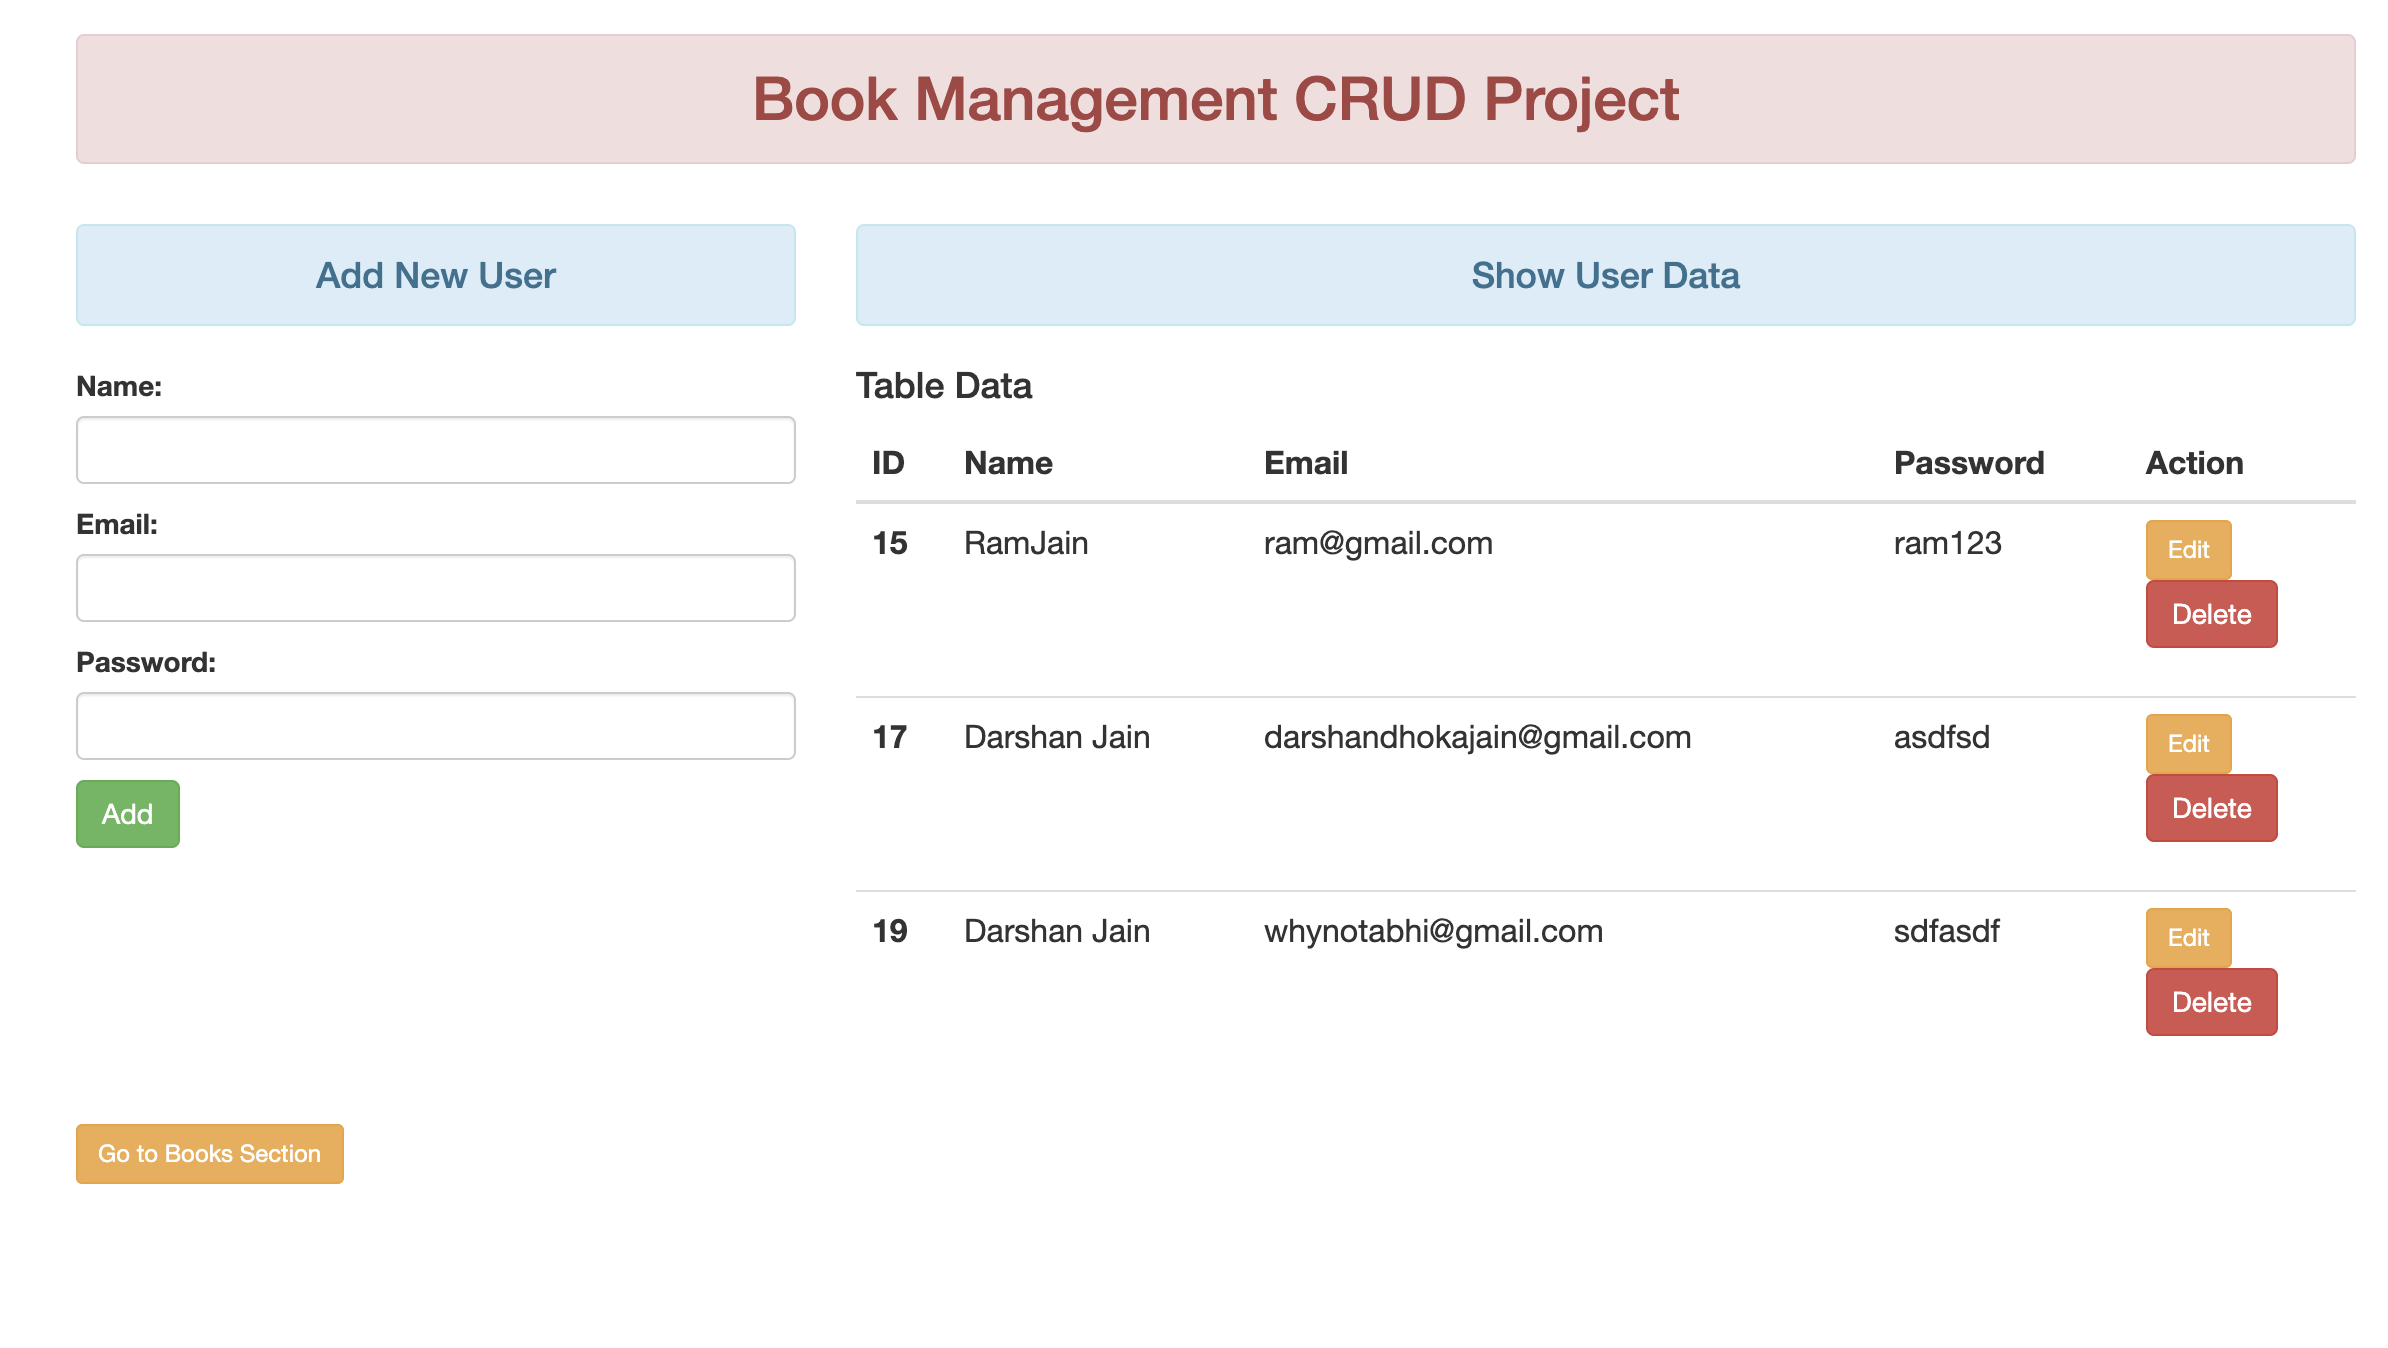 Book Management CRUD Project
Add New User
Name:
Email:
Password:
Add
Show User Data
Table Data
ID Name Email Password Action
15 RamJain ram@gmail.com ram123 Edit
Delete
17 Darshan Jain darshandhokajain@gmail.com asdfsd Edit
Delete
19 Darshan Jain whynotabhi@gmail.com sdfasdf Edit
Delete
Go to Books Section